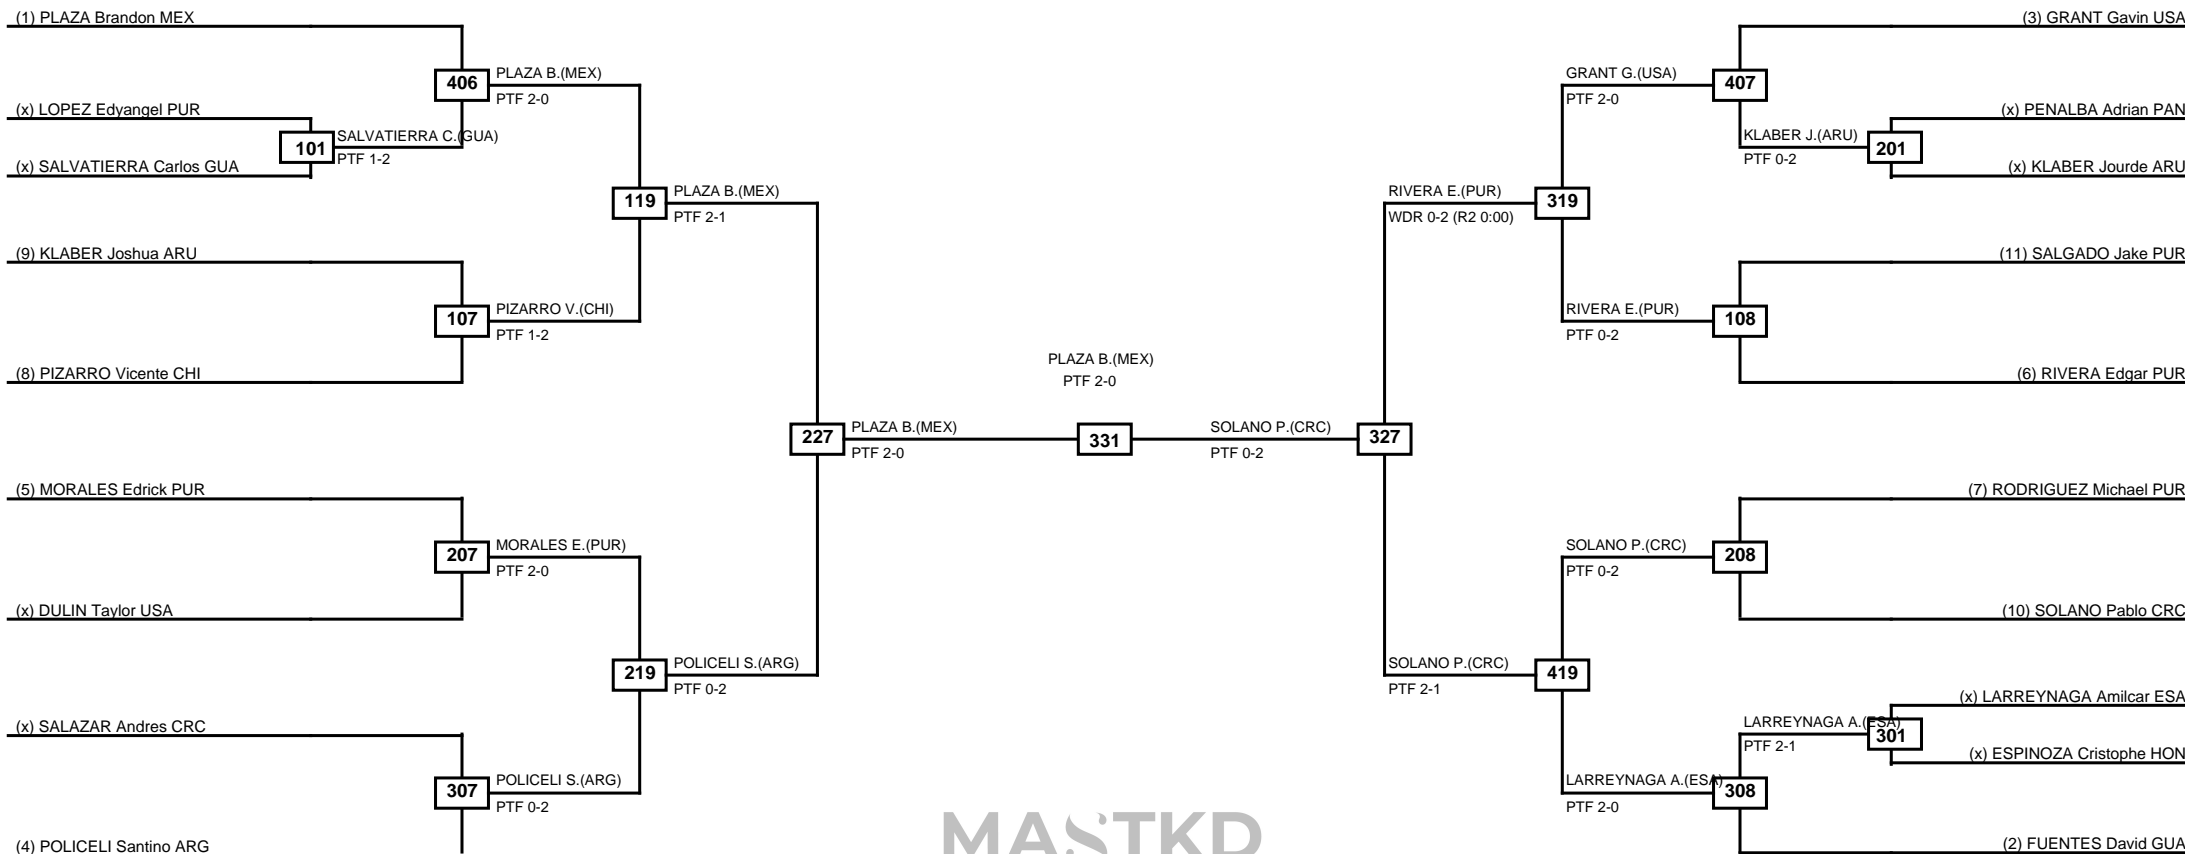 (1) PLAZA Brandon MEX
(3) GRANT Gavin USA
406
PLAZA B.(MEX)
PTF 2-0
GRANT G.(USA)
PTF 2-0
407
(x) LOPEZ Edyangel PUR
(x) PENALBA Adrian PAN
101
SALVATIERRA C.(GUA)
PTF 1-2
KLABER J.(ARU)
PTF 0-2
201
(x) SALVATIERRA Carlos GUA
(x) KLABER Jourde ARU
119
PLAZA B.(MEX)
PTF 2-1
RIVERA E.(PUR)
WDR 0-2 (R2 0:00)
319
(9) KLABER Joshua ARU
(11) SALGADO Jake PUR
107
PIZARRO V.(CHI)
PTF 1-2
RIVERA E.(PUR)
PTF 0-2
108
(8) PIZARRO Vicente CHI
(6) RIVERA Edgar PUR
PLAZA B.(MEX)
PTF 2-0
227
PLAZA B.(MEX)
PTF 2-0
331
SOLANO P.(CRC)
PTF 0-2
327
(5) MORALES Edrick PUR
(7) RODRIGUEZ Michael PUR
207
MORALES E.(PUR)
PTF 2-0
SOLANO P.(CRC)
PTF 0-2
208
(x) DULIN Taylor USA
(10) SOLANO Pablo CRC
219
POLICELI S.(ARG)
PTF 0-2
SOLANO P.(CRC)
PTF 2-1
419
(x) SALAZAR Andres CRC
(x) LARREYNAGA Amilcar ESA
LARREYNAGA A.(ESA)
PTF 2-1
301
(x) ESPINOZA Cristophe HON
307
POLICELI S.(ARG)
PTF 0-2
LARREYNAGA A.(ESA)
PTF 2-0
308
(4) POLICELI Santino ARG
(2) FUENTES David GUA
MASTKD